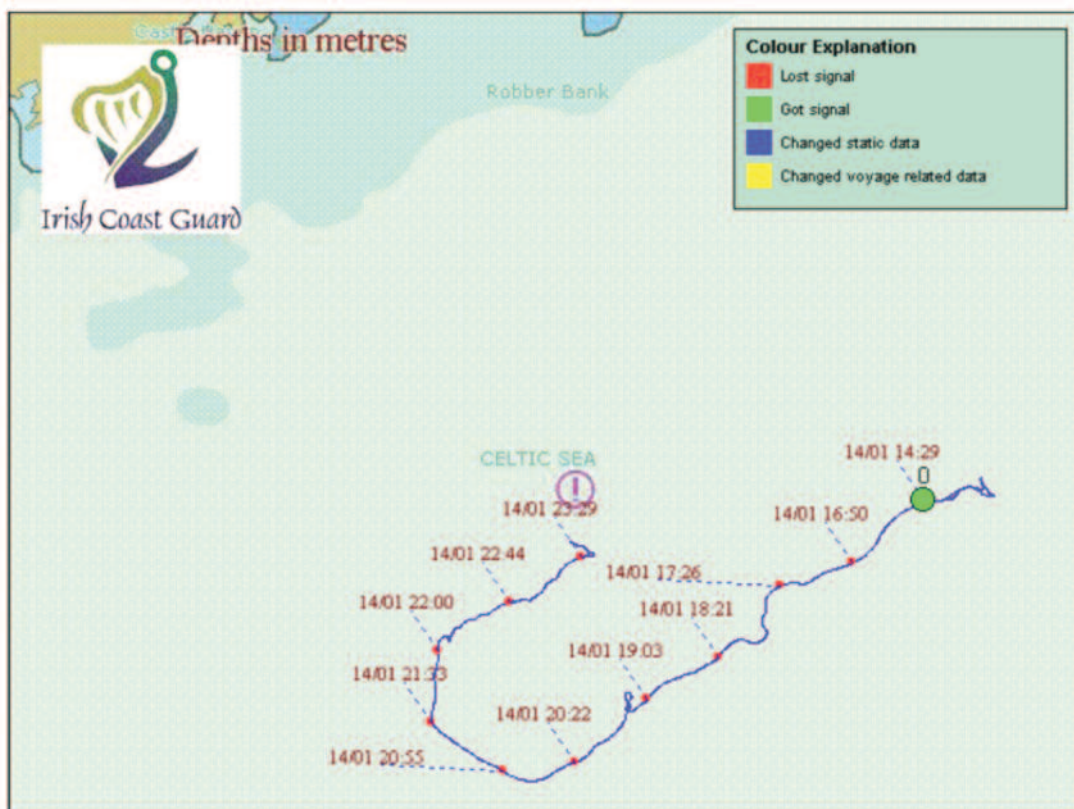 Depths in metres
Irish Coast Guard
Robber Bank
Colour Explanation
Lost signal
Got signal
Changed static data
Changed voyage related data
CELTIC SEA
!
14/01 14:29
0
14/01 23:29
14/01 16:50
14/01 22:44
14/01 17:26
14/01 22:00
14/01 18:21
14/01 19:03
14/01 21:33
14/01 20:22
14/01 20:55